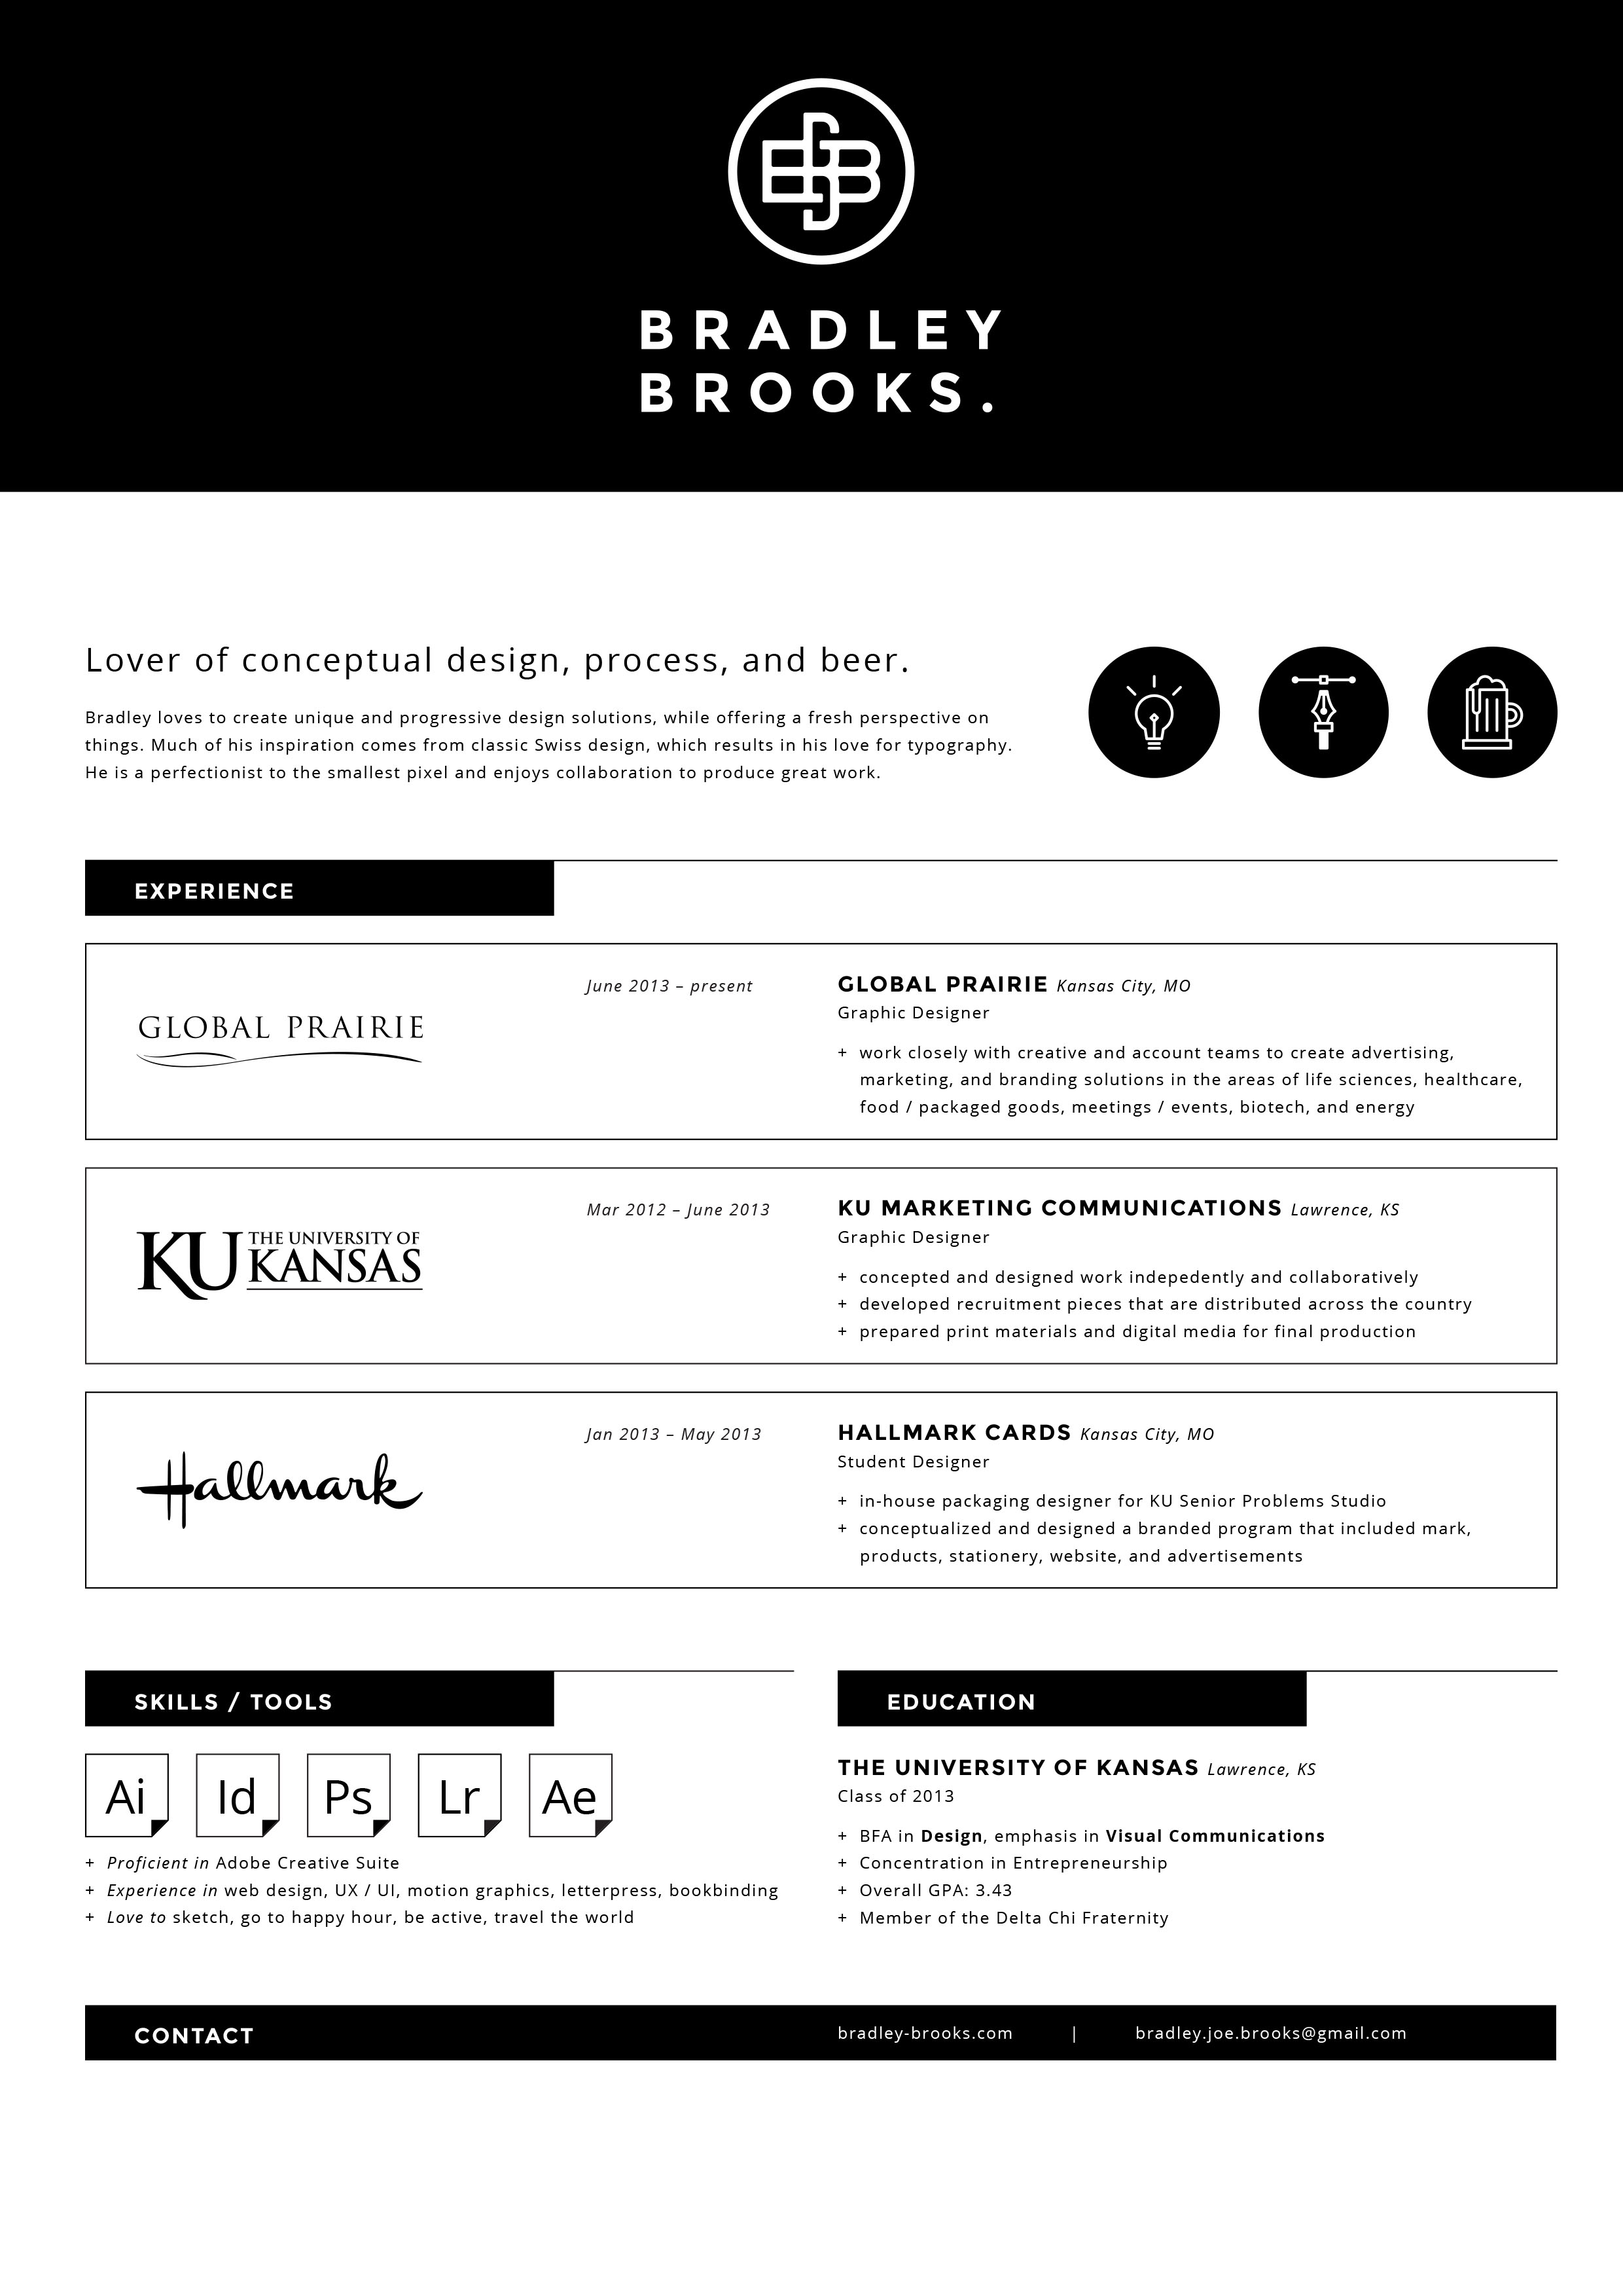 BRADLEY
BROOKS.
Lover of conceptual design, process, and beer.
Bradley loves to create unique and progressive design solutions, while offering a fresh perspective on
things. Much of his inspiration comes from classic Swiss design, which results in his love for typography.
He is a perfectionist to the smallest pixel and enjoys collaboration to produce great work.
EXPERIENCE
GLOBAL PRAIRIE
June 2013 – present
GLOBAL PRAIRIE Kansas City, MO
Graphic Designer
+ work closely with creative and account teams to create advertising,
marketing, and branding solutions in the areas of life sciences, healthcare,
food / packaged goods, meetings / events, biotech, and energy
KU THE UNIVERSITY OF
KANSAS
Mar 2012 – June 2013
KU MARKETING COMMUNICATIONS Lawrence, KS
Graphic Designer
+ concepted and designed work indepedently and collaboratively
+ developed recruitment pieces that are distributed across the country
+ prepared print materials and digital media for final production
Hallmark
Jan 2013 – May 2013
HALLMARK CARDS Kansas City, MO
Student Designer
+ in-house packaging designer for KU Senior Problems Studio
+ conceptualized and designed a branded program that included mark,
products, stationery, website, and advertisements
SKILLS / TOOLS
Ai Id Ps Lr Ae
+ Proficient in Adobe Creative Suite
+ Experience in web design, UX / UI, motion graphics, letterpress, bookbinding
+ Love to sketch, go to happy hour, be active, travel the world
EDUCATION
THE UNIVERSITY OF KANSAS Lawrence, KS
Class of 2013
+ BFA in Design, emphasis in Visual Communications
+ Concentration in Entrepreneurship
+ Overall GPA: 3.43
+ Member of the Delta Chi Fraternity
CONTACT
bradley-brooks.com | bradley.joe.brooks@gmail.com